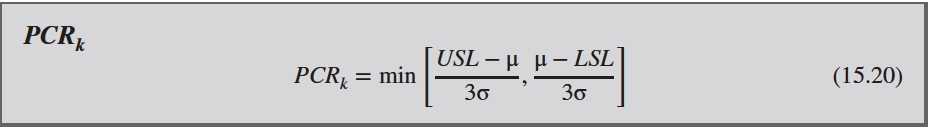 PCRₖ
PCRₖ = min [ (USL − μ)/3σ , (μ − LSL)/3σ ] (15.20)